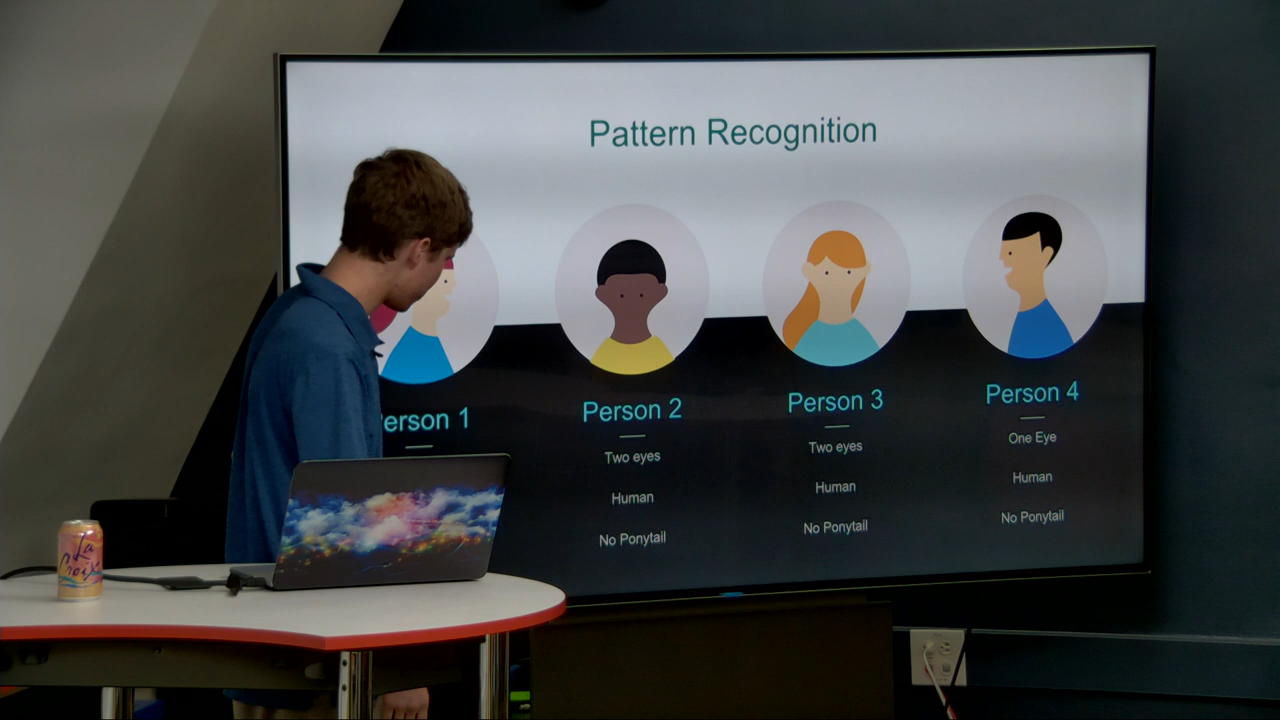 Pattern Recognition
Person 1
Person 2
Person 3
Person 4
Two eyes
Two eyes
One Eye
Human
Human
Human
No Ponytail
No Ponytail
No Ponytail
La
Croix